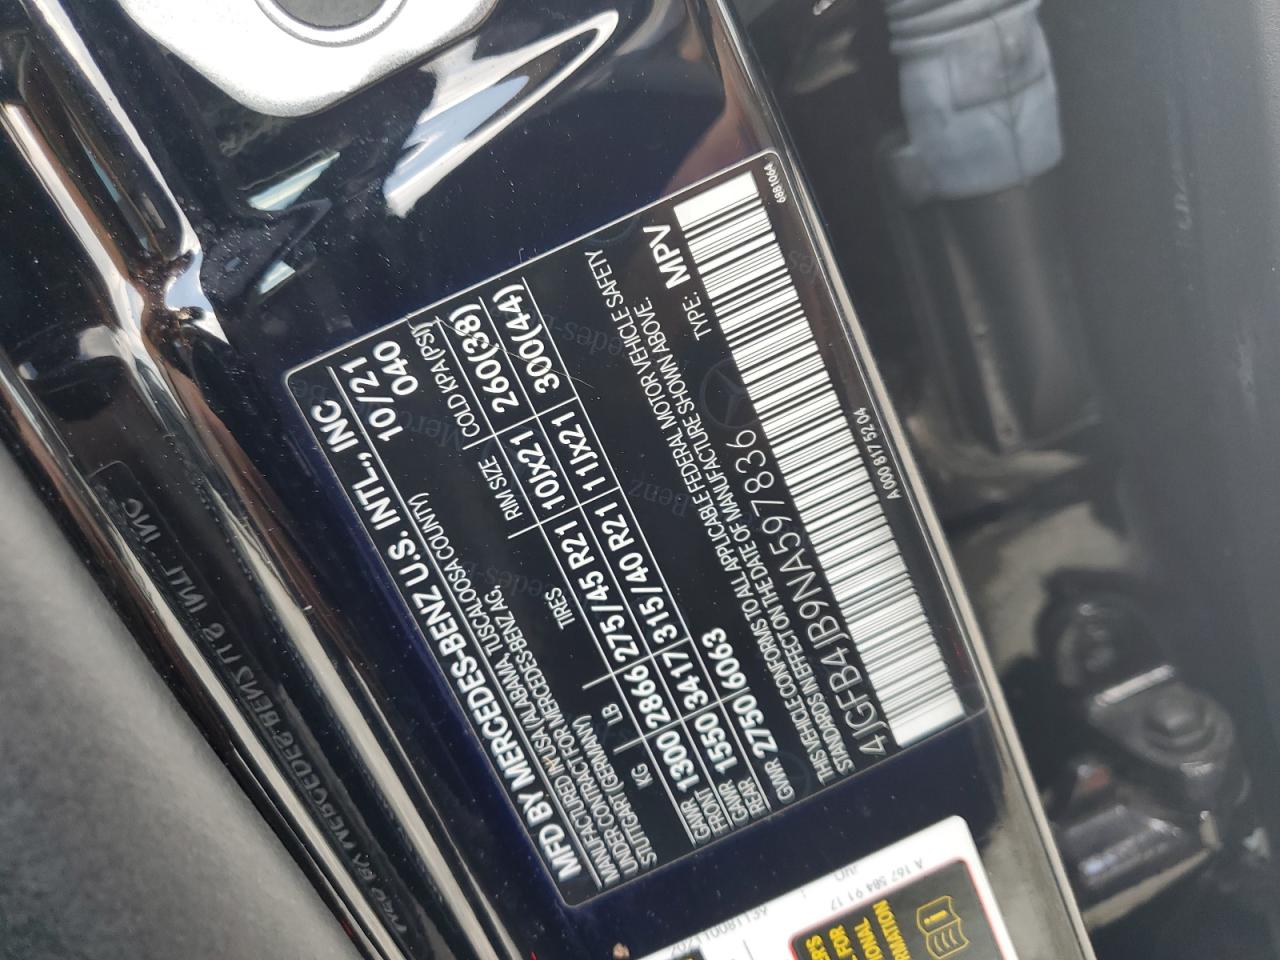 MFD BY MERCEDES-BENZ U.S. INTL., INC
MANUFACTURED IN USA (ALABAMA, TUSCALOOSA COUNTY) 10/21
UNDER CONTRACT FOR MERCEDES-BENZ AG, 040
STUTTGART (GERMANY)
KG LB TIRES RIM SIZE COLD KPA (PSI)
GAWR FRONT 1300 2866 275/45 R21 10Jx21 260(38)
GAWR REAR 1550 3417 315/40 R21 11Jx21 300(44)
GVWR 2750 6063
THIS VEHICLE CONFORMS TO ALL APPLICABLE FEDERAL MOTOR VEHICLE SAFETY
STANDARDS IN EFFECT ON THE DATE OF MANUFACTURE SHOWN ABOVE.
4JGFB4JB9NA597836 TYPE: MPV
A 000 817 52 04
688106A
A 167 584 91 17